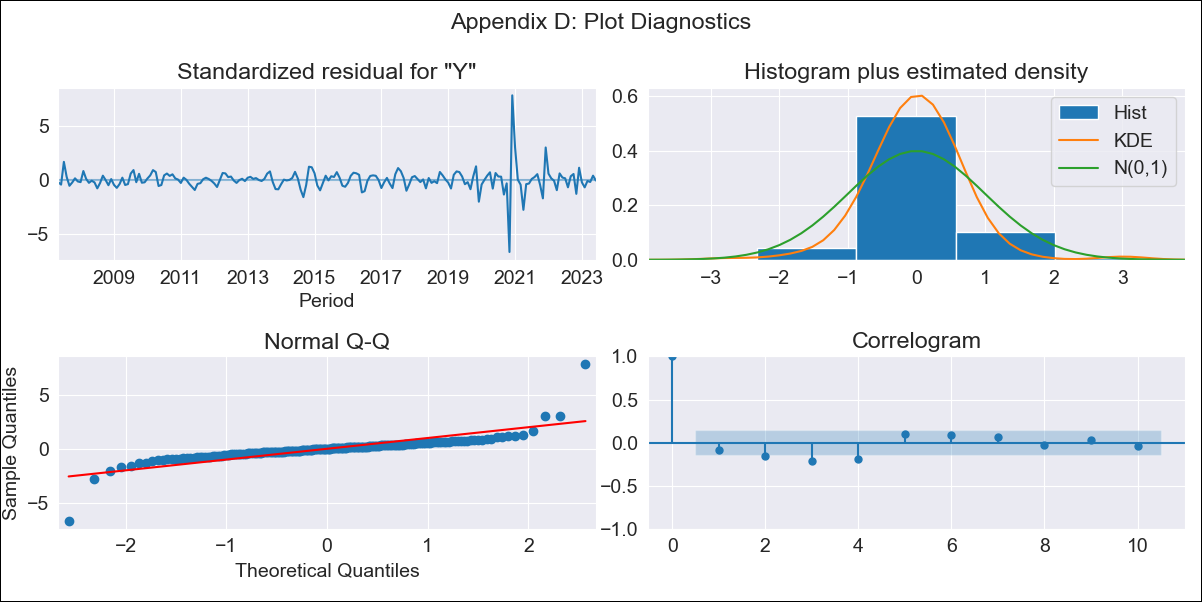 Appendix D: Plot Diagnostics
Standardized residual for "Y"
5
0
−5
2009 2011 2013 2015 2017 2019 2021 2023
Period
Histogram plus estimated density
0.6
0.4
0.2
0.0
−3 −2 −1 0 1 2 3
Hist
KDE
N(0,1)
Normal Q-Q
Sample Quantiles
5
0
−5
−2 −1 0 1 2
Theoretical Quantiles
Correlogram
1.0
0.5
0.0
−0.5
−1.0
0 2 4 6 8 10